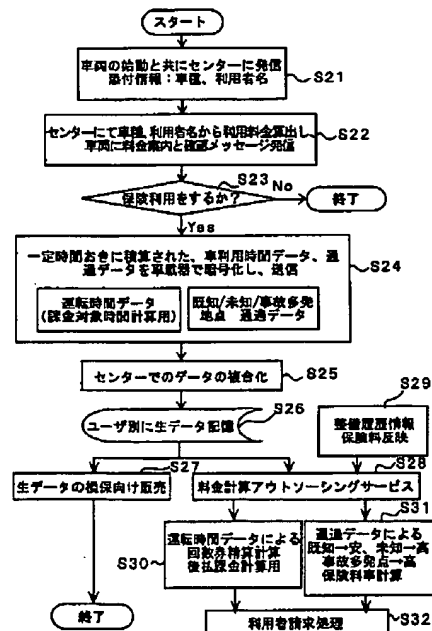 スタート
車両の始動と共にセンターに発信
添付情報：車種、利用者名
S21
センターにて車種、利用者名から利用料金算出し
車両に料金案内と確認メッセージ発信
S22
S23
保険利用をするか？
No
終了
Yes
一定時間おきに積算された、車利用時間データ、通
過データを車載器で暗号化し、送信
S24
運転時間データ
（課金対象時間計算用）
既知/未知/事故多発
地点　通過データ
センターでのデータの複合化
S25
S29
S26
ユーザ別に生データ記憶
整備履歴情報
保険料反映
S27
S28
生データの損保向け販売
料金計算アウトソーシングサービス
S31
S30
運転時間データによる
回数券精算計算
後払課金計算用
通過データによる
既知→安、未知→高
事故多発点→高
保険料率計算
終了
利用者請求処理
S32